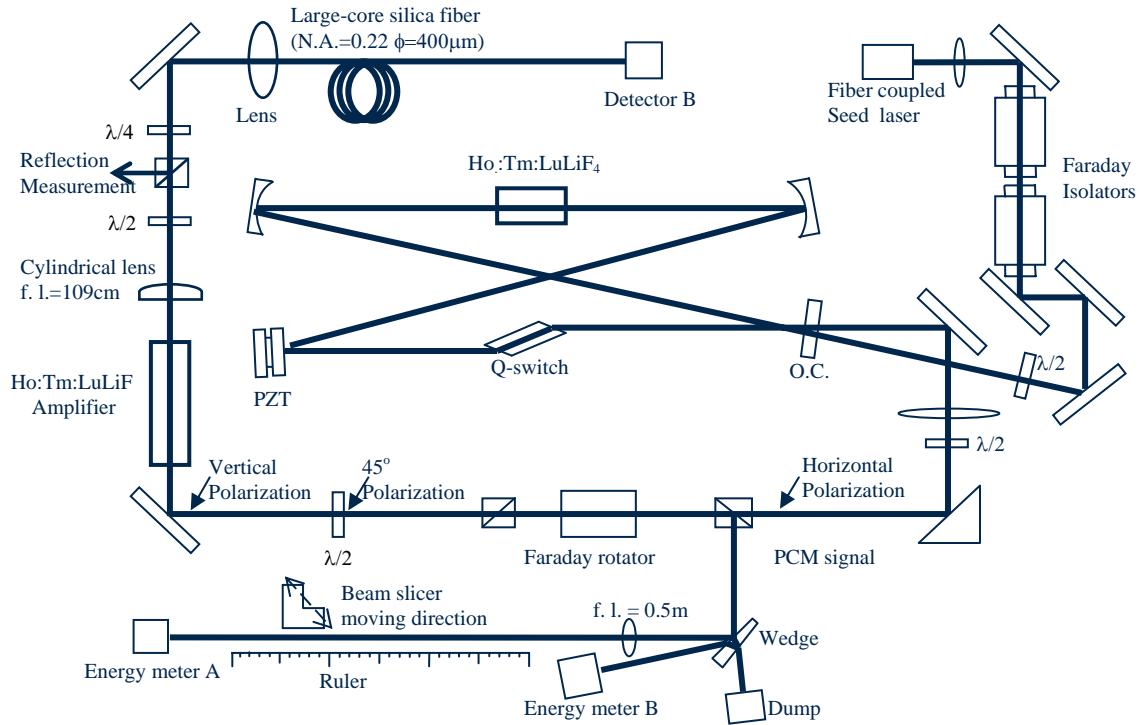 Large-core silica fiber
(N.A.=0.22 ϕ=400μm)
Lens
Detector B
Fiber coupled
Seed laser
Faraday
Isolators
λ/4
Reflection
Measurement
λ/2
Cylindrical lens
f. l.=109cm
Ho:Tm:LuLiF
Amplifier
Ho:Tm:LuLiF₄
PZT
Q-switch
O.C.
λ/2
λ/2
Vertical
Polarization
45°
Polarization
λ/2
Faraday rotator
Horizontal
Polarization
PCM signal
Beam slicer
moving direction
f. l. = 0.5m
Wedge
Energy meter A
Ruler
Energy meter B
Dump